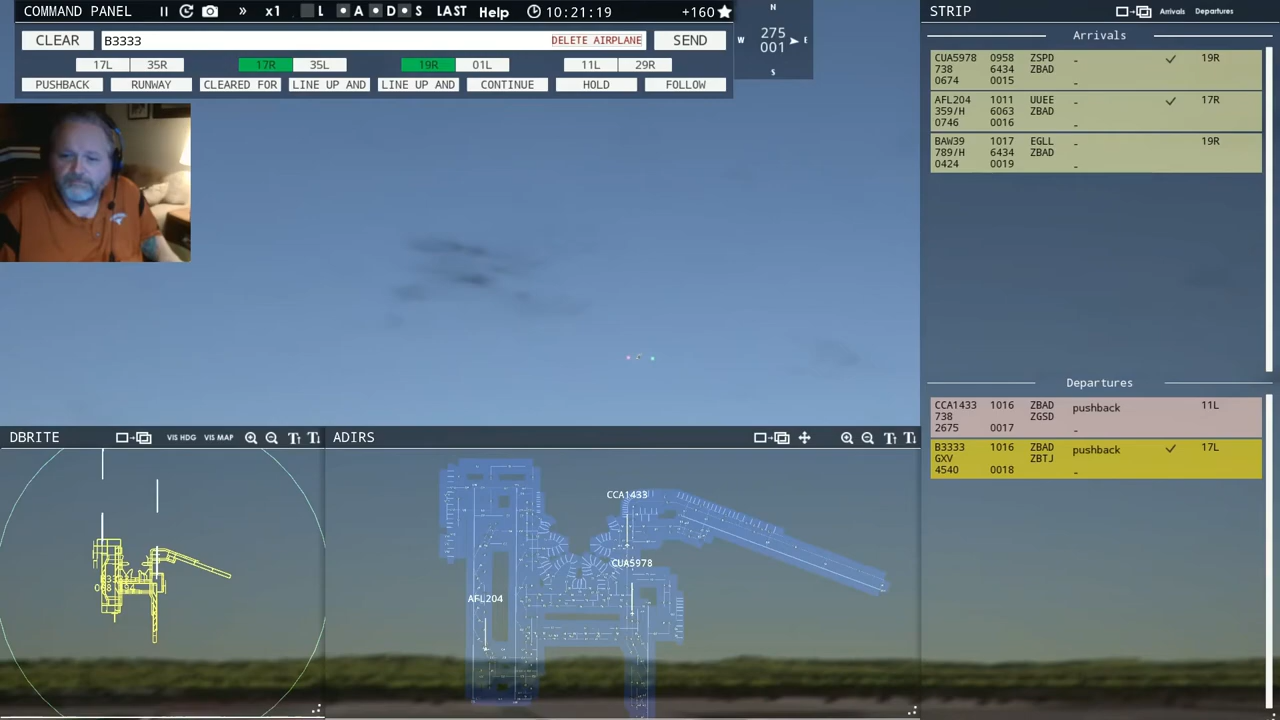 COMMAND PANEL
» x1 L A D S LAST Help 10:21:19 +160
CLEAR B3333 DELETE AIRPLANE SEND
17L 35R 17R 35L 19R 01L 11L 29R
PUSHBACK RUNWAY CLEARED FOR LINE UP AND LINE UP AND CONTINUE HOLD FOLLOW
N
W 275 E
001
S
STRIP Arrivals Departures
Arrivals
CUA5978 0958 ZSPD - 19R
738 6434 ZBAD
0674 0015 -
AFL204 1011 UUEE - 17R
359/H 6063 ZBAD
0746 0016 -
BAW39 1017 EGLL - 19R
789/H 6434 ZBAD
0424 0019 -
Departures
CCA1433 1016 ZBAD pushback 11L
738 ZGSD
2675 0017 -
B3333 1016 ZBAD pushback 17L
GXV ZBTJ
4540 0018 -
DBRITE VIS HDG VIS MAP
ADIRS
CCA1433
CUA5978
AFL204